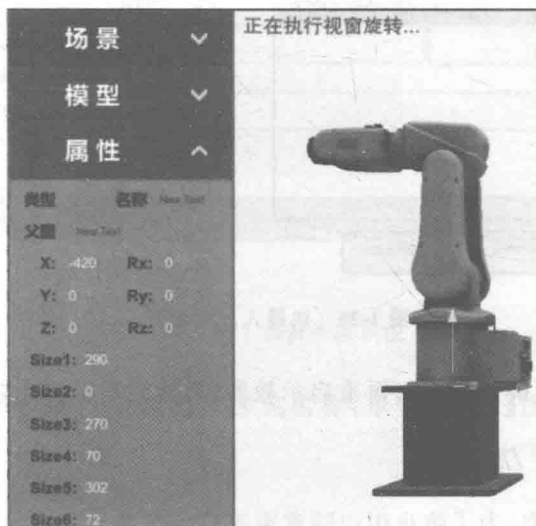 场景
正在执行视窗旋转...
模型
属性
类型 名称 New Text
父国 New Text
X: -420 Rx: 0
Y: 0 Ry: 0
Z: 0 Rz: 0
Size1: 290
Size2: 0
Size3: 270
Size4: 70
Size5: 302
Size6: 72